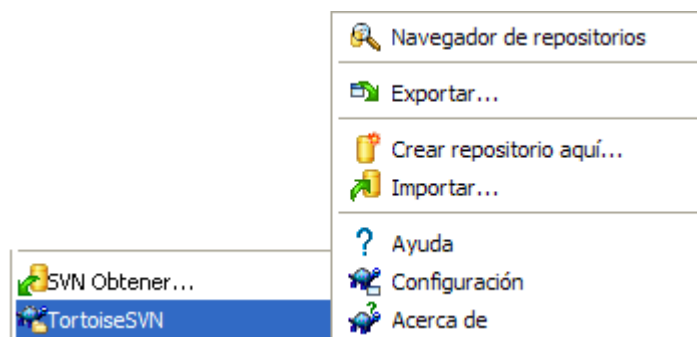 Navegador de repositorios
Exportar...
Crear repositorio aquí...
Importar...
Ayuda
Configuración
Acerca de
SVN Obtener...
TortoiseSVN